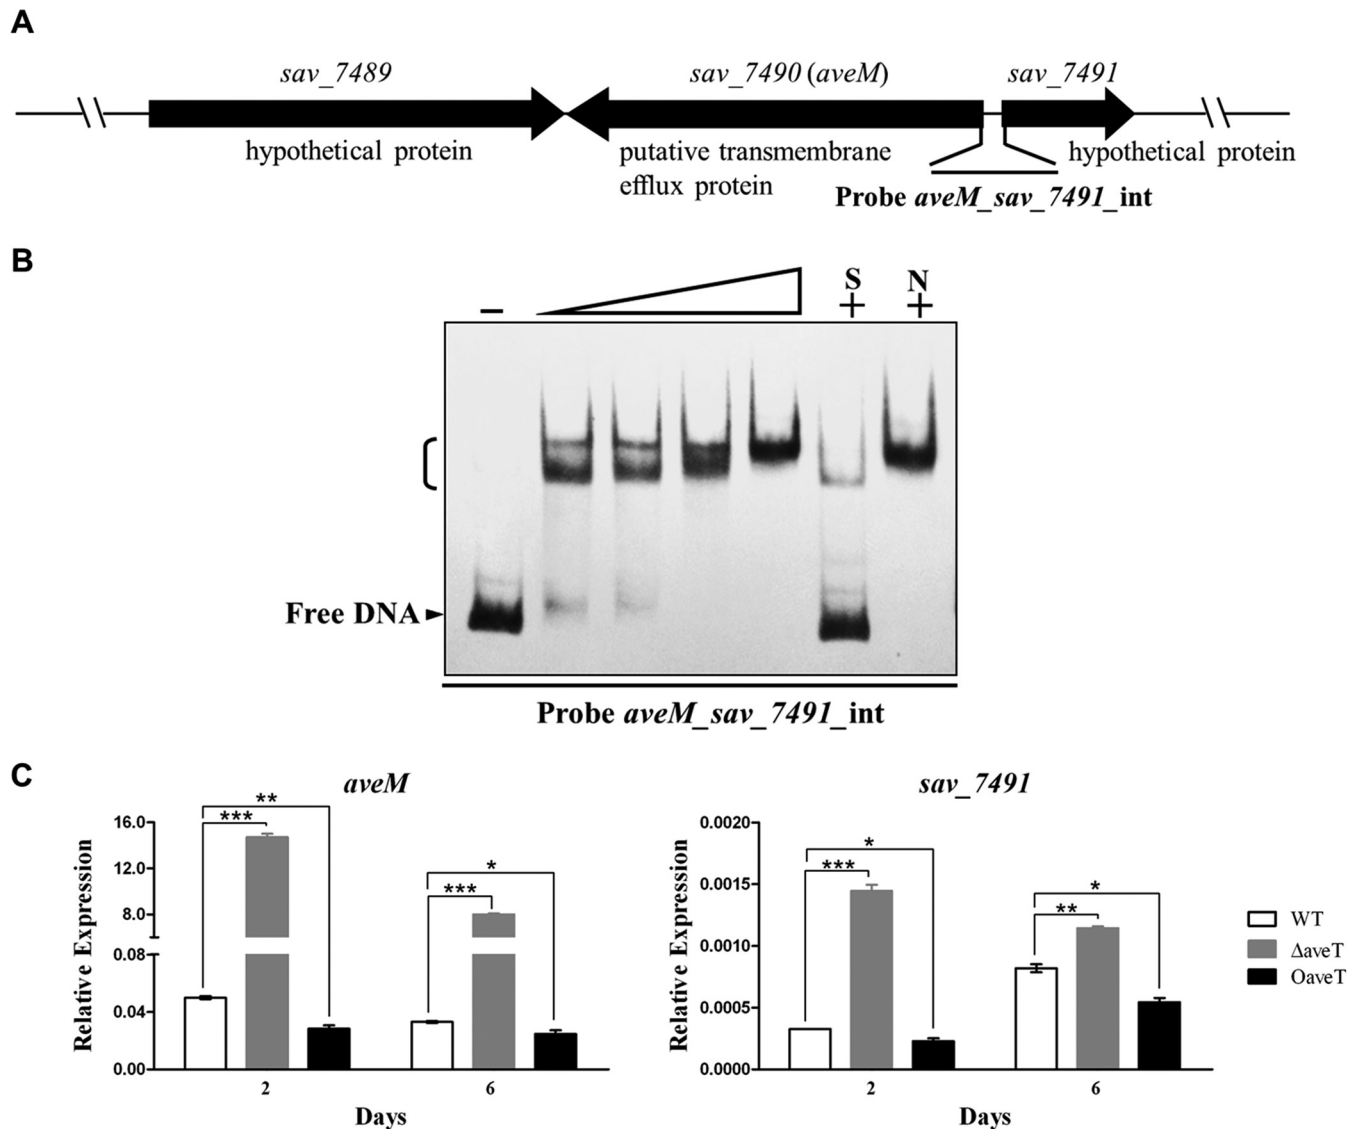 A
sav_7489
sav_7490 (aveM)
sav_7491
hypothetical protein
putative transmembrane
efflux protein
hypothetical protein
Probe aveM_sav_7491_int
B
−
S
+
N
+
Free DNA
Probe aveM_sav_7491_int
C
aveM
Relative Expression
16.0
12.0
8.0
0.08
0.04
0.00
**
***
*
***
2
6
Days
sav_7491
Relative Expression
0.0020
0.0015
0.0010
0.0005
0.0000
*
***
*
**
2
6
Days
WT
ΔaveT
OaveT